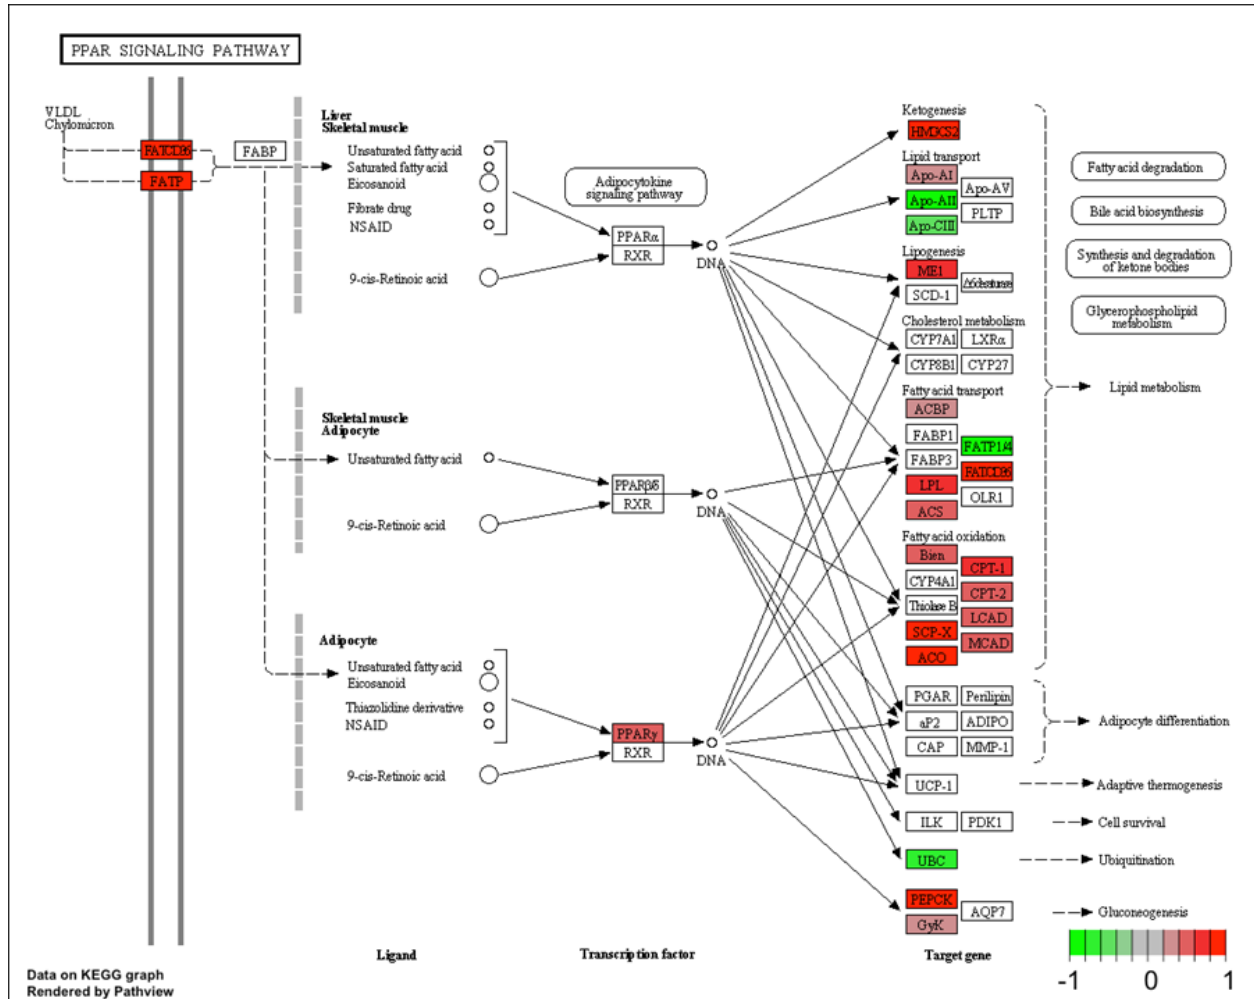 PPAR SIGNALING PATHWAY
VLDL
Chylomicron
FATCD36
FATP
FABP
Liver
Skeletal muscle
Unsaturated fatty acid
Saturated fatty acid
Eicosanoid
Fibrate drug
NSAID
9-cis-Retinoic acid
Adipocytokine
signaling pathway
PPARα
RXR
DNA
Skeletal muscle
Adipocyte
Unsaturated fatty acid
9-cis-Retinoic acid
PPARβ/δ
RXR
DNA
Adipocyte
Unsaturated fatty acid
Eicosanoid
Thiazolidine derivative
NSAID
9-cis-Retinoic acid
PPARγ
RXR
DNA
Ketogenesis
HMGCS2
Lipid transport
Apo-AI
Apo-AV
Apo-AII
PLTP
Apo-CIII
Lipogenesis
ME1
Δ6desaturase
SCD-1
Cholesterol metabolism
CYP7A1
LXRα
CYP8B1
CYP27
Fatty acid transport
ACBP
FABP1
FATP1/4
FABP3
FATCD36
LPL
OLR1
ACS
Fatty acid oxidation
Bien
CPT-1
CYP4A1
CPT-2
Thiolase B
LCAD
SCP-X
MCAD
ACO
PGAR
Perilipin
aP2
ADIPO
CAP
MMP-1
UCP-1
ILK
PDK1
UBC
PEPCK
AQP7
GyK
Fatty acid degradation
Bile acid biosynthesis
Synthesis and degradation
of ketone bodies
Glycerophospholipid
metabolism
Lipid metabolism
Adipocyte differentiation
Adaptive thermogenesis
Cell survival
Ubiquitination
Gluconeogenesis
Ligand
Transcription factor
Target gene
-1
0
1
Data on KEGG graph
Rendered by Pathview